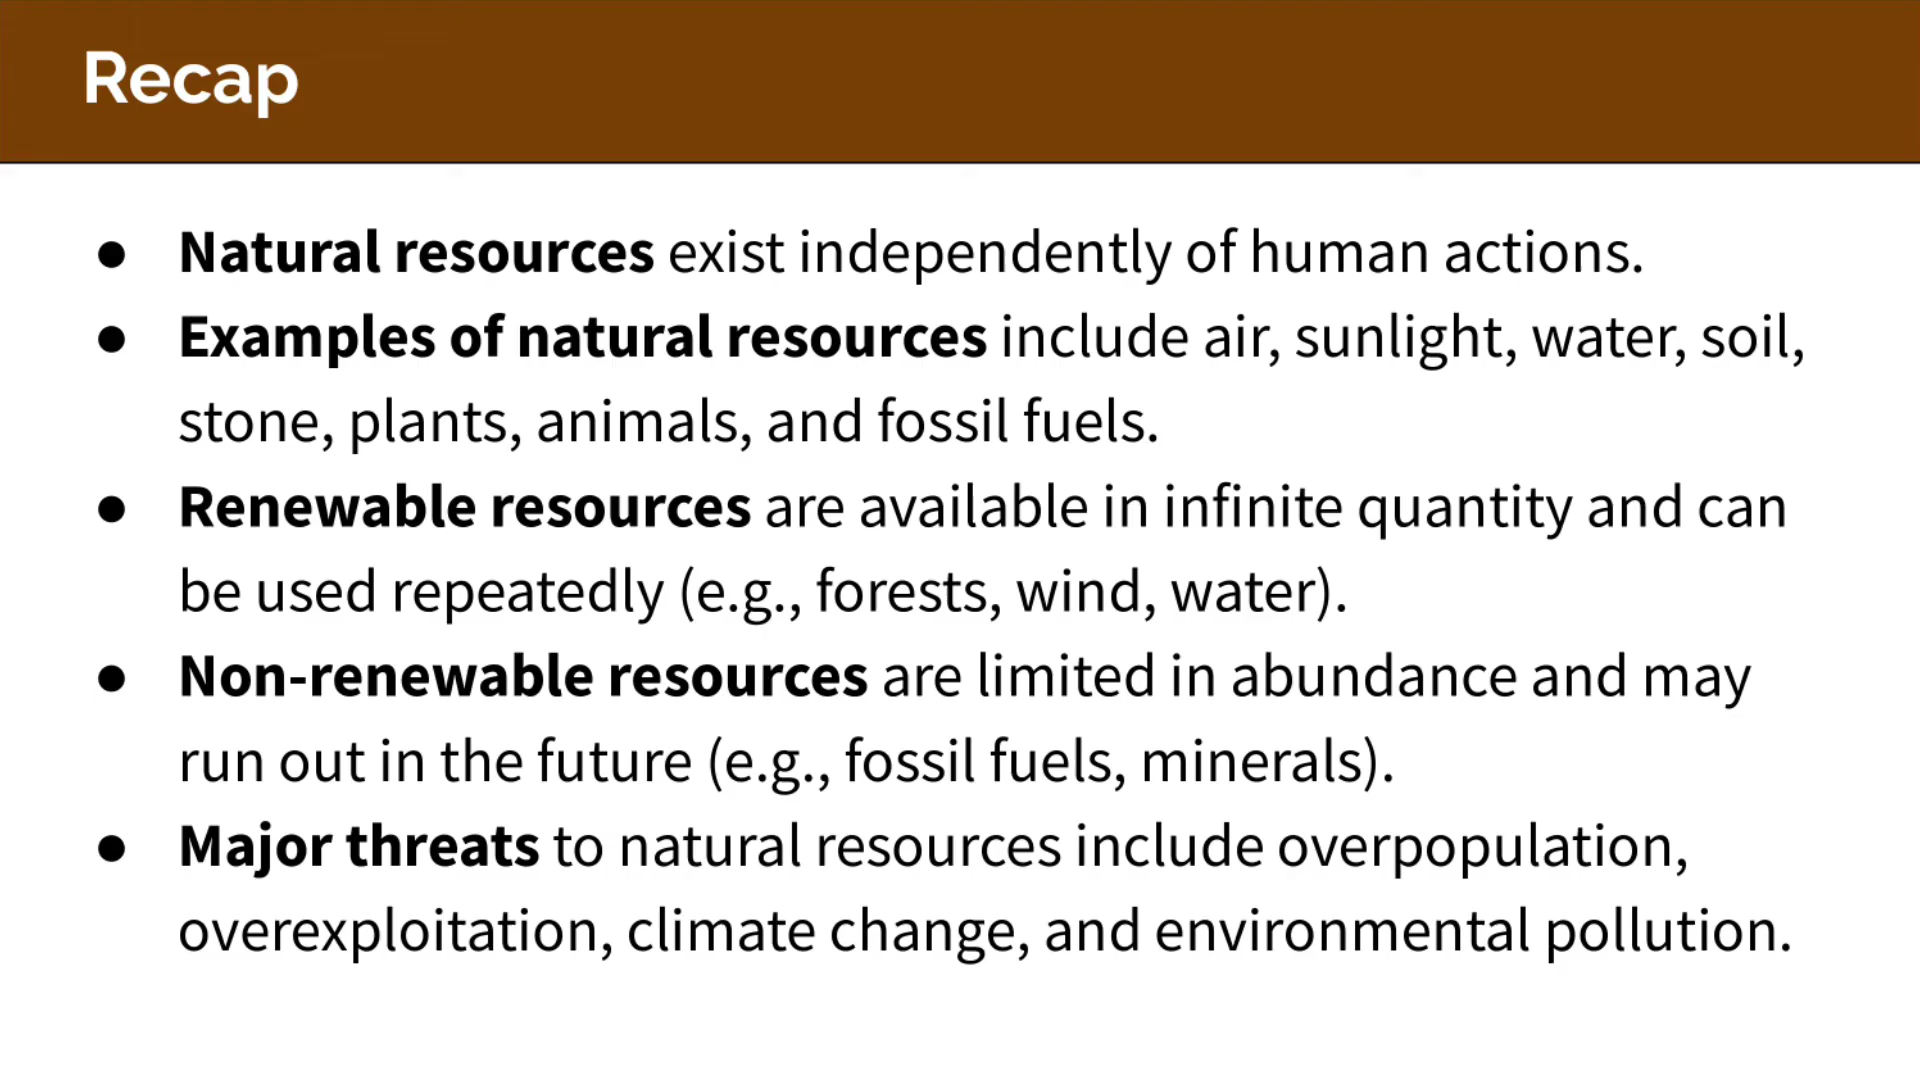 Recap
● Natural resources exist independently of human actions.
● Examples of natural resources include air, sunlight, water, soil,
stone, plants, animals, and fossil fuels.
● Renewable resources are available in infinite quantity and can
be used repeatedly (e.g., forests, wind, water).
● Non-renewable resources are limited in abundance and may
run out in the future (e.g., fossil fuels, minerals).
● Major threats to natural resources include overpopulation,
overexploitation, climate change, and environmental pollution.